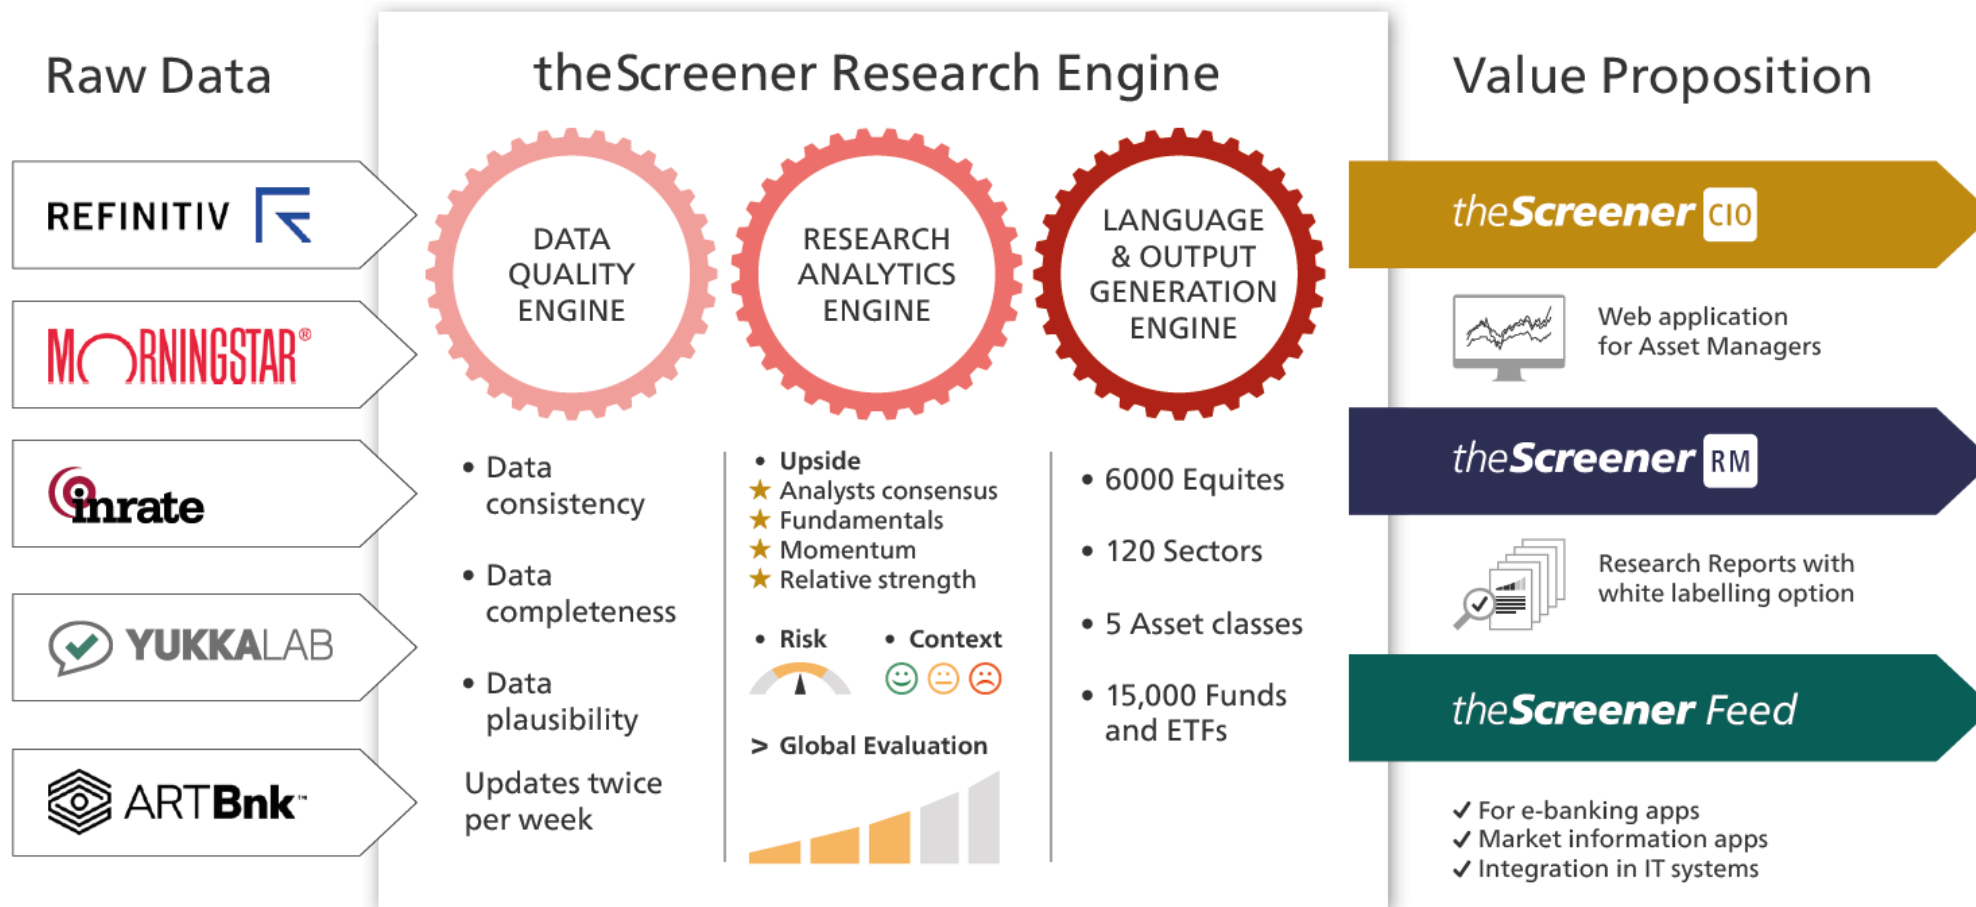 Raw Data
REFINITIV
MORNINGSTAR®
inrate
YUKKALAB
ARTBnk™
theScreener Research Engine
DATA
QUALITY
ENGINE
• Data
consistency
• Data
completeness
• Data
plausibility
Updates twice
per week
RESEARCH
ANALYTICS
ENGINE
• Upside
★ Analysts consensus
★ Fundamentals
★ Momentum
★ Relative strength
• Risk
• Context
> Global Evaluation
LANGUAGE
& OUTPUT
GENERATION
ENGINE
• 6000 Equites
• 120 Sectors
• 5 Asset classes
• 15,000 Funds
and ETFs
Value Proposition
theScreener CIO
Web application
for Asset Managers
theScreener RM
Research Reports with
white labelling option
theScreener Feed
✓ For e-banking apps
✓ Market information apps
✓ Integration in IT systems